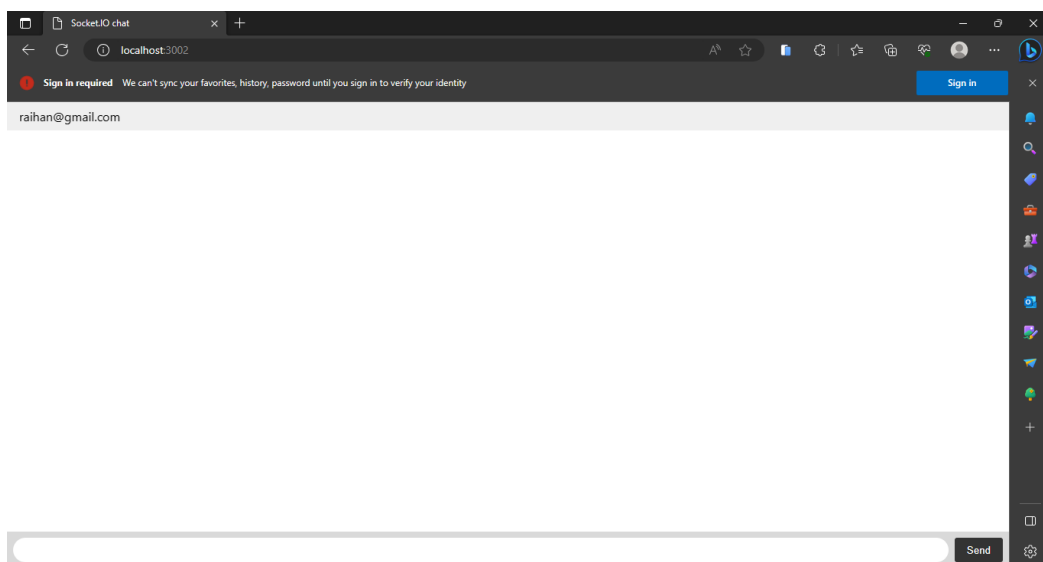 Socket.IO chat
localhost:3002
Sign in required We can't sync your favorites, history, password until you sign in to verify your identity
Sign in
raihan@gmail.com
Send